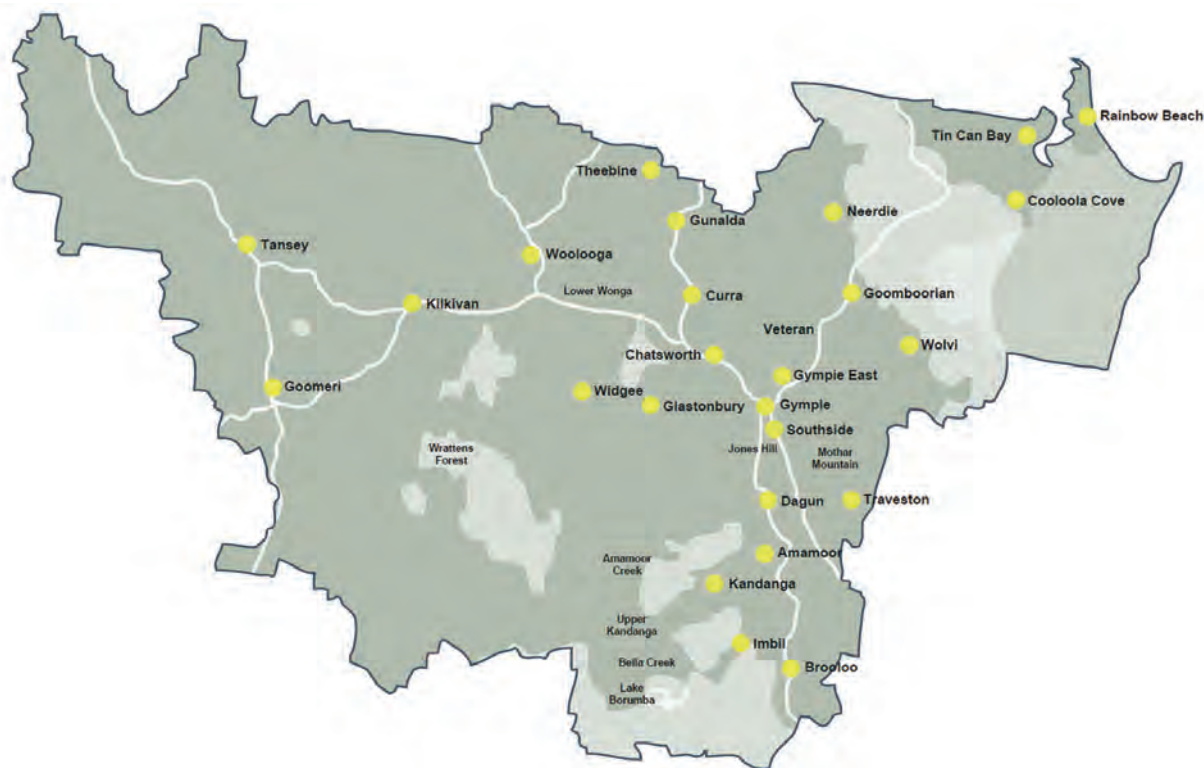 Rainbow Beach
Tin Can Bay
Theebine
Cooloola Cove
Neerdie
Gunalda
Tansey
Woolooga
Lower Wonga
Curra
Goomboorian
Kilkivan
Veteran
Wolvi
Chatsworth
Gympie East
Goomeri
Widgee
Glastonbury
Gympie
Southside
Jones Hill
Wrattens
Forest
Mothar
Mountain
Dagun
Traveston
Amamoor
Amamoor
Creek
Kandanga
Upper
Kandanga
Imbil
Bella Creek
Brooloo
Lake
Borumba